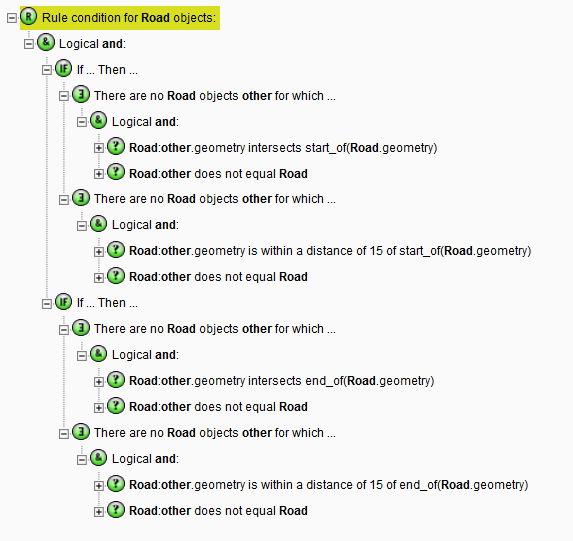 R Rule condition for Road objects:
& Logical and:
IF If ... Then ...
∃ There are no Road objects other for which ...
& Logical and:
? Road:other.geometry intersects start_of(Road.geometry)
? Road:other does not equal Road
∃ There are no Road objects other for which ...
& Logical and:
? Road:other.geometry is within a distance of 15 of start_of(Road.geometry)
? Road:other does not equal Road
IF If ... Then ...
∃ There are no Road objects other for which ...
& Logical and:
? Road:other.geometry intersects end_of(Road.geometry)
? Road:other does not equal Road
∃ There are no Road objects other for which ...
& Logical and:
? Road:other.geometry is within a distance of 15 of end_of(Road.geometry)
? Road:other does not equal Road